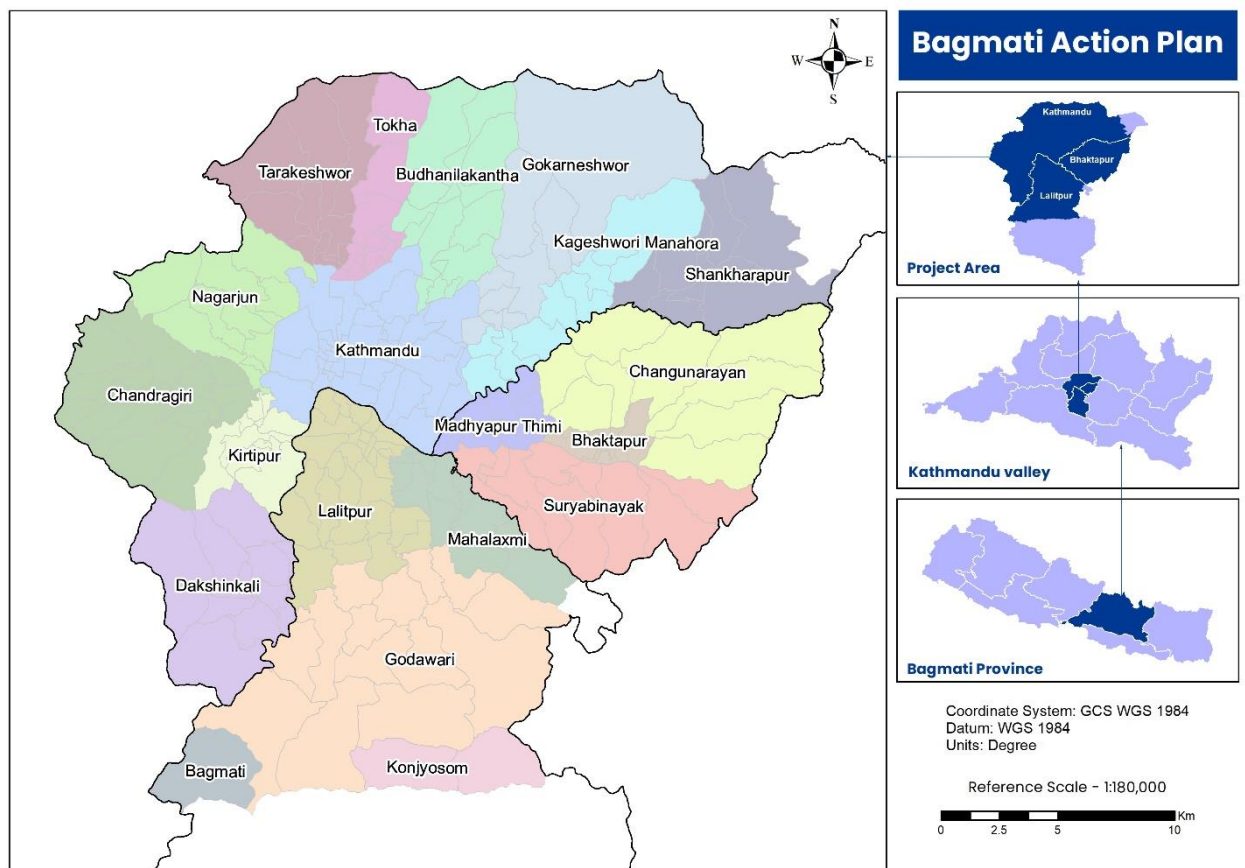 Bagmati Action Plan
N
W E
S
Tokha
Tarakeshwor
Budhanilakantha
Gokarneshwor
Kageshwori Manahora
Shankharapur
Nagarjun
Kathmandu
Changunarayan
Chandragiri
Madhyapur Thimi
Bhaktapur
Kirtipur
Suryabinayak
Lalitpur
Mahalaxmi
Dakshinkali
Godawari
Bagmati
Konjyosom
Kathmandu
Bhaktapur
Lalitpur
Project Area
Kathmandu valley
Bagmati Province
Coordinate System: GCS WGS 1984
Datum: WGS 1984
Units: Degree
Reference Scale - 1:180,000
Km
0 2.5 5 10